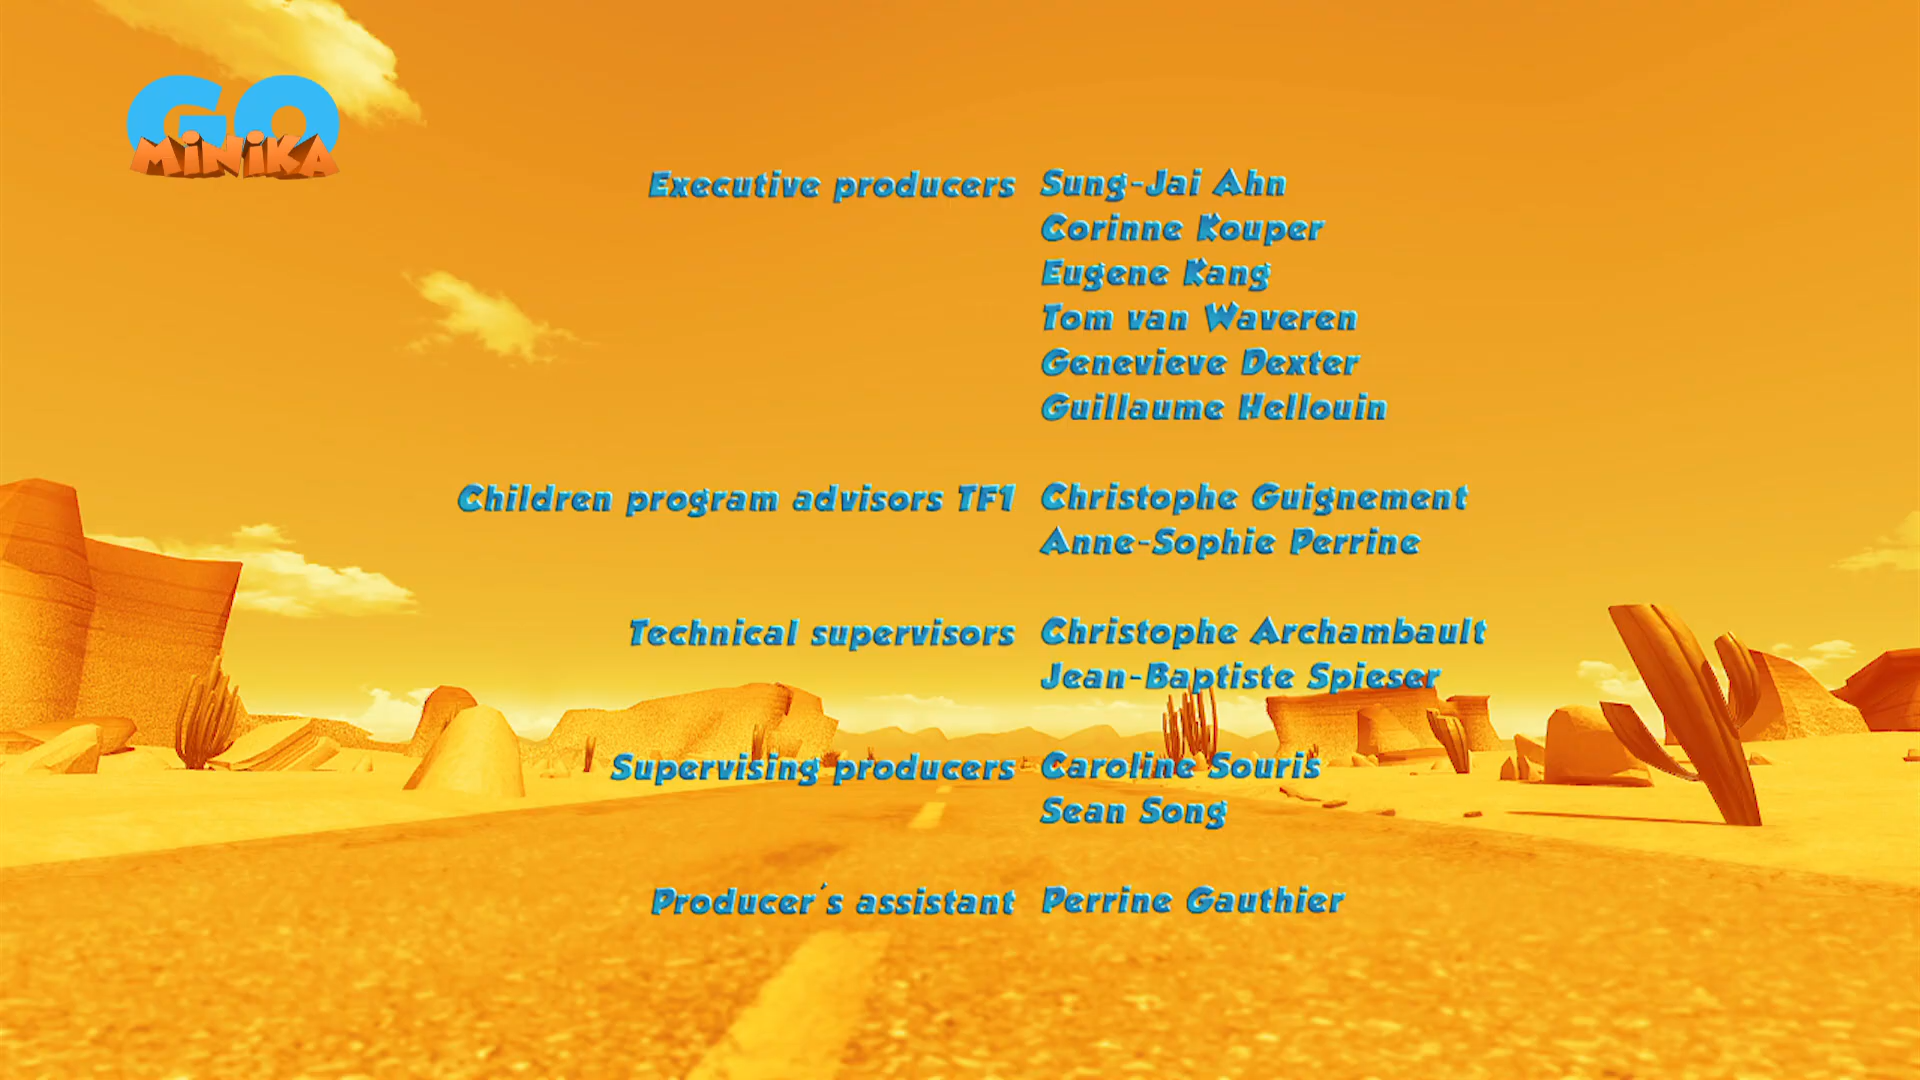 GO
MiNiKA
Executive producers Sung-Jai Ahn
Corinne Kouper
Eugene Kang
Tom van Waveren
Genevieve Dexter
Guillaume Hellouin
Children program advisors TF1 Christophe Guignement
Anne-Sophie Perrine
Technical supervisors Christophe Archambault
Jean-Baptiste Spieser
Supervising producers Caroline Souris
Sean Song
Producer's assistant Perrine Gauthier